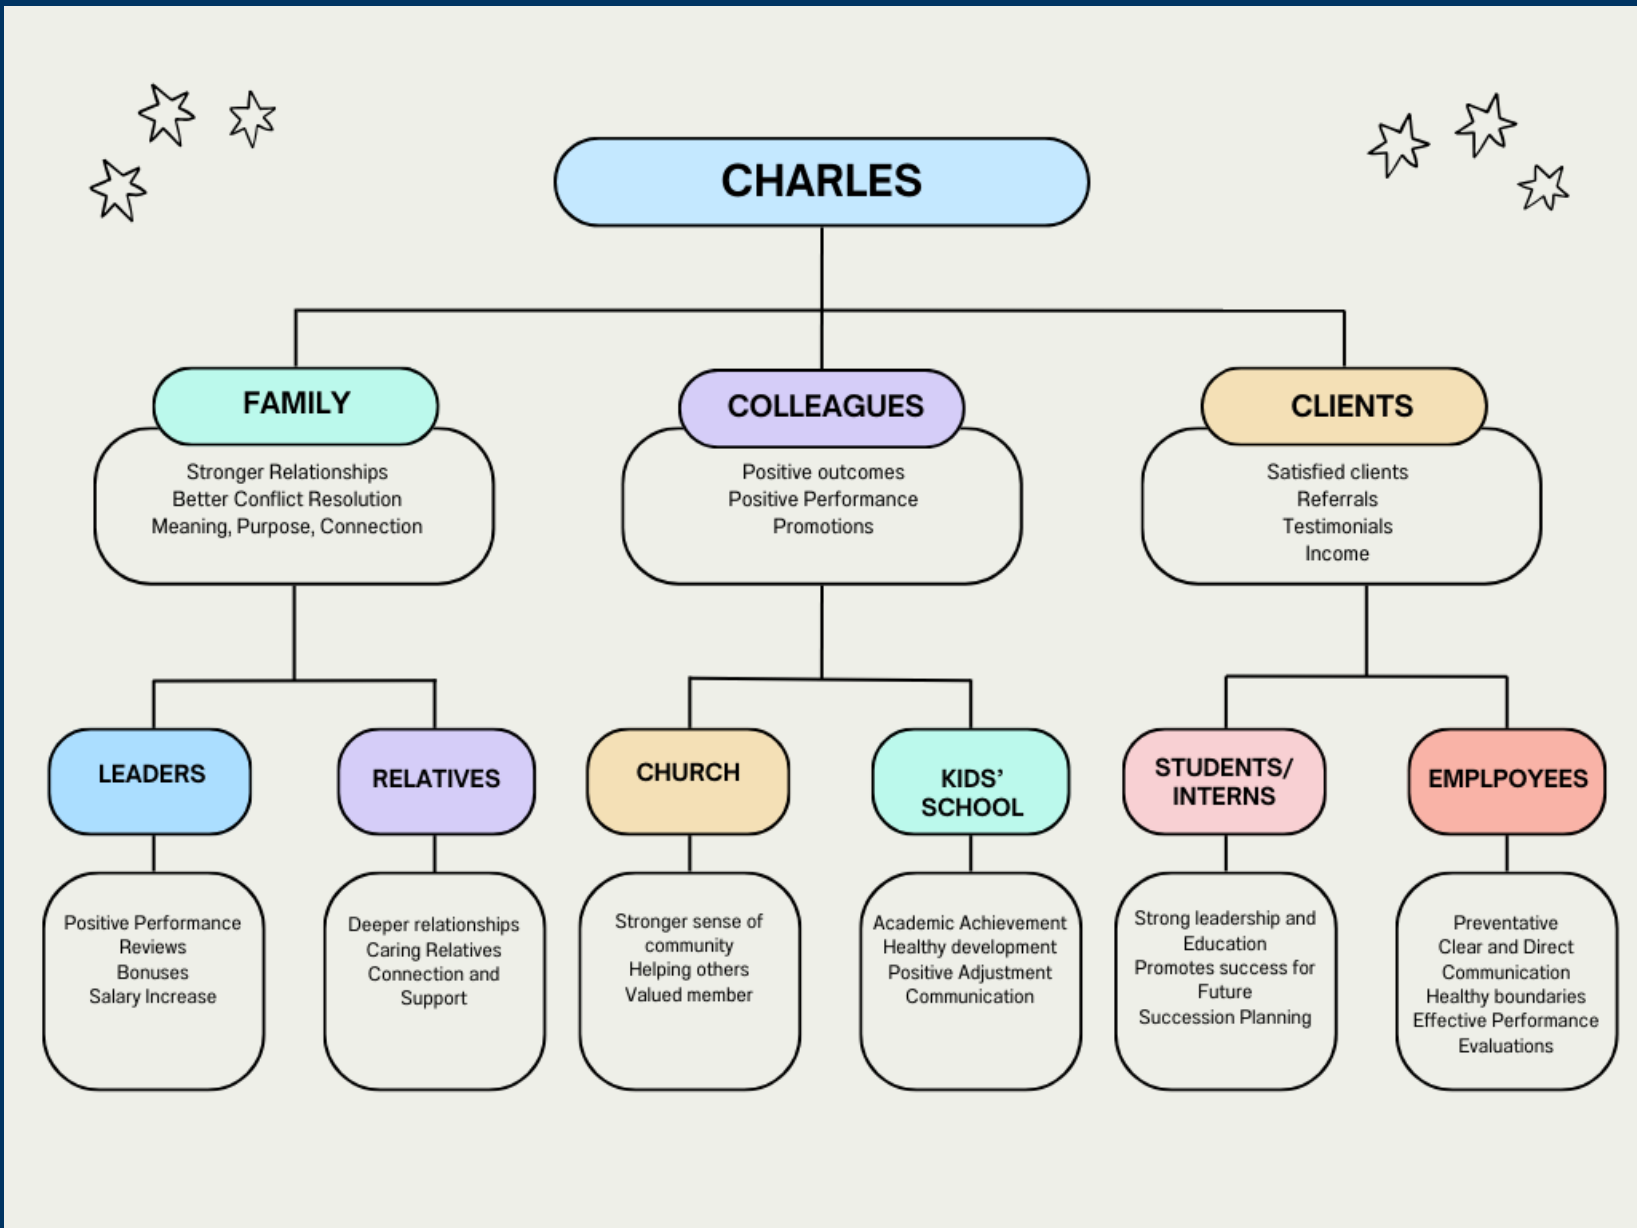 CHARLES
FAMILY
Stronger Relationships
Better Conflict Resolution
Meaning, Purpose, Connection
COLLEAGUES
Positive outcomes
Positive Performance
Promotions
CLIENTS
Satisfied clients
Referrals
Testimonials
Income
LEADERS
Positive Performance
Reviews
Bonuses
Salary Increase
RELATIVES
Deeper relationships
Caring Relatives
Connection and
Support
CHURCH
Stronger sense of
community
Helping others
Valued member
KIDS’
SCHOOL
Academic Achievement
Healthy development
Positive Adjustment
Communication
STUDENTS/
INTERNS
Strong leadership and
Education
Promotes success for
Future
Succession Planning
EMPLPOYEES
Preventative
Clear and Direct
Communication
Healthy boundaries
Effective Performance
Evaluations